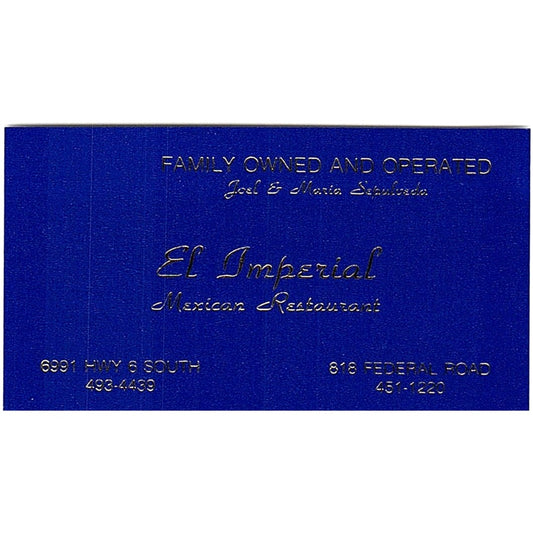 FAMILY OWNED AND OPERATED
Joel & Maria Sepulveda
El Imperial
Mexican Restaurant
6991 HWY 6 SOUTH
493-4439
818 FEDERAL ROAD
451-1220